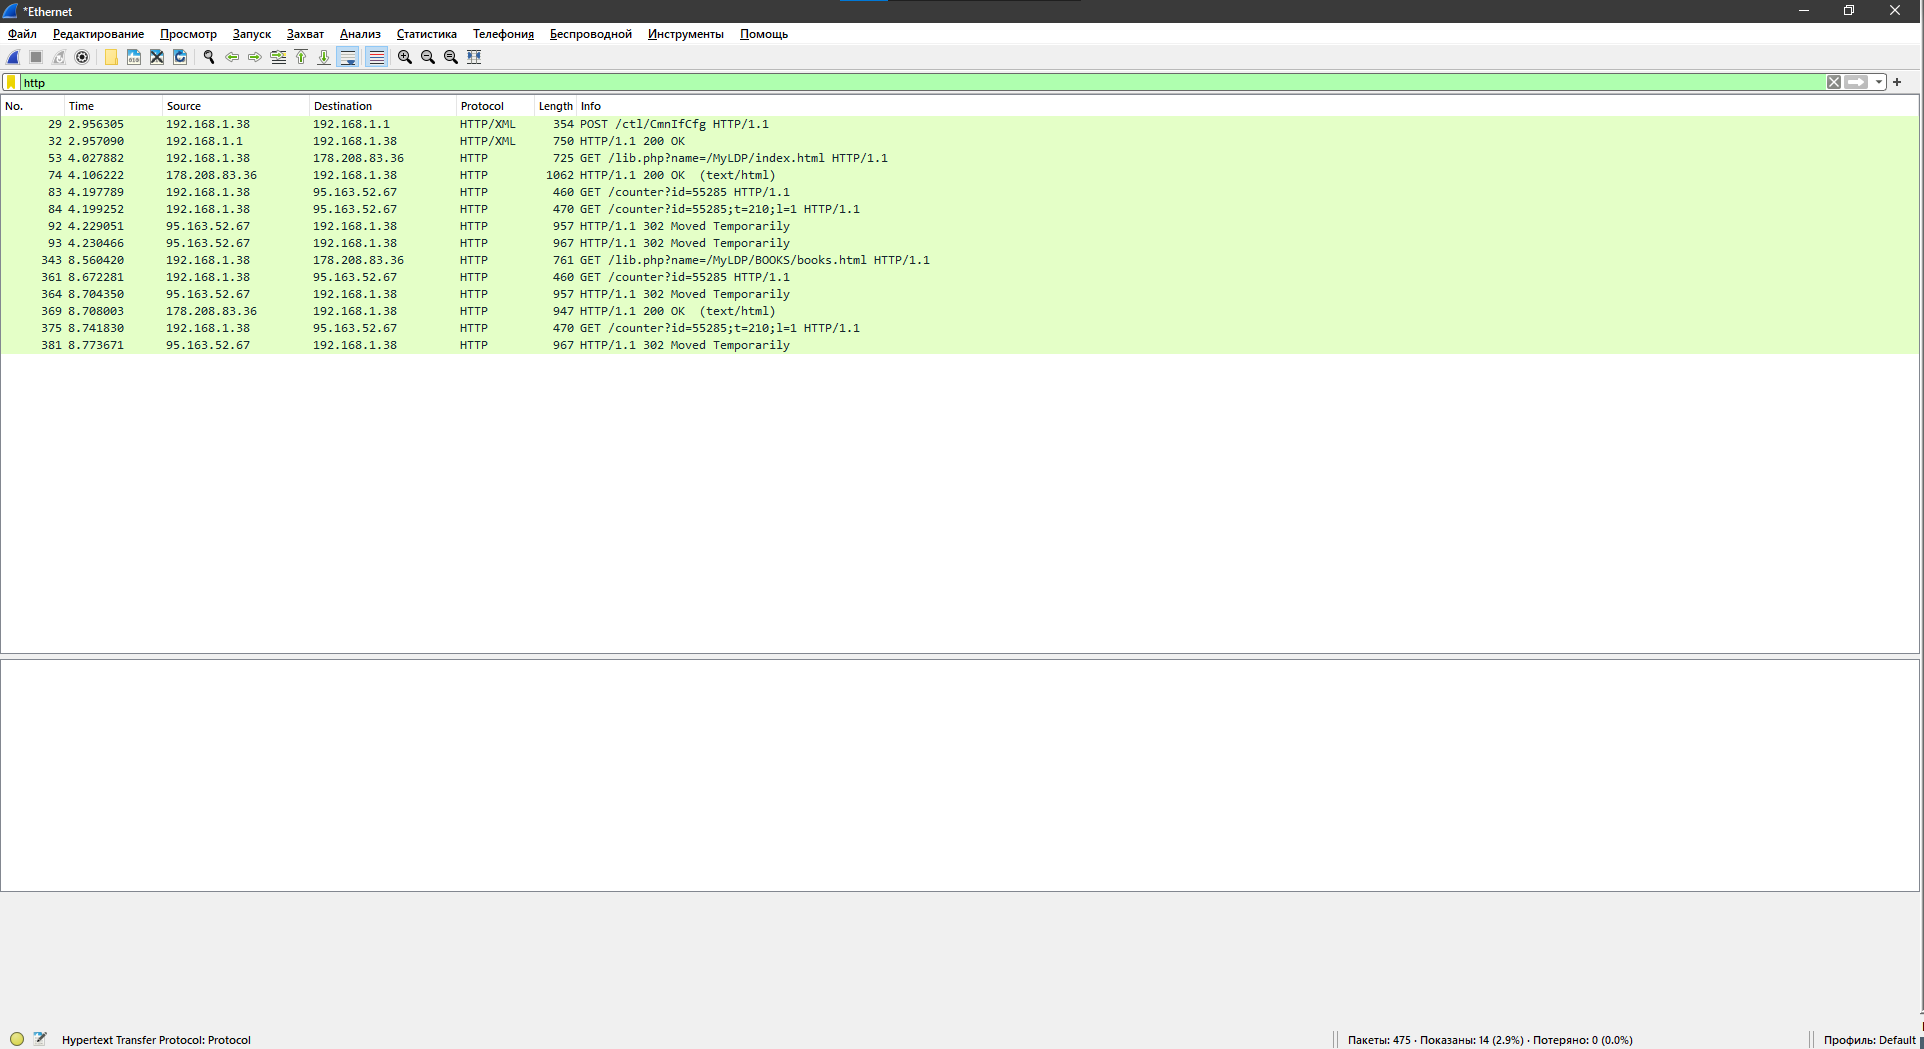 *Ethernet
Файл Редактирование Просмотр Запуск Захват Анализ Статистика Телефония Беспроводной Инструменты Помощь
http
No. Time Source Destination Protocol Length Info
29 2.956305 192.168.1.38 192.168.1.1 HTTP/XML 354 POST /ctl/CmnIfCfg HTTP/1.1
32 2.957090 192.168.1.1 192.168.1.38 HTTP/XML 750 HTTP/1.1 200 OK
53 4.027882 192.168.1.38 178.208.83.36 HTTP 725 GET /lib.php?name=/MyLDP/index.html HTTP/1.1
74 4.106222 178.208.83.36 192.168.1.38 HTTP 1062 HTTP/1.1 200 OK (text/html)
83 4.197789 192.168.1.38 95.163.52.67 HTTP 460 GET /counter?id=55285 HTTP/1.1
84 4.199252 192.168.1.38 95.163.52.67 HTTP 470 GET /counter?id=55285;t=210;l=1 HTTP/1.1
92 4.229051 95.163.52.67 192.168.1.38 HTTP 957 HTTP/1.1 302 Moved Temporarily
93 4.230466 95.163.52.67 192.168.1.38 HTTP 967 HTTP/1.1 302 Moved Temporarily
343 8.560420 192.168.1.38 178.208.83.36 HTTP 761 GET /lib.php?name=/MyLDP/BOOKS/books.html HTTP/1.1
361 8.672281 192.168.1.38 95.163.52.67 HTTP 460 GET /counter?id=55285 HTTP/1.1
364 8.704350 95.163.52.67 192.168.1.38 HTTP 957 HTTP/1.1 302 Moved Temporarily
369 8.708003 178.208.83.36 192.168.1.38 HTTP 947 HTTP/1.1 200 OK (text/html)
375 8.741830 192.168.1.38 95.163.52.67 HTTP 470 GET /counter?id=55285;t=210;l=1 HTTP/1.1
381 8.773671 95.163.52.67 192.168.1.38 HTTP 967 HTTP/1.1 302 Moved Temporarily
Hypertext Transfer Protocol: Protocol Пакеты: 475 · Показаны: 14 (2.9%) · Потеряно: 0 (0.0%) Профиль: Default